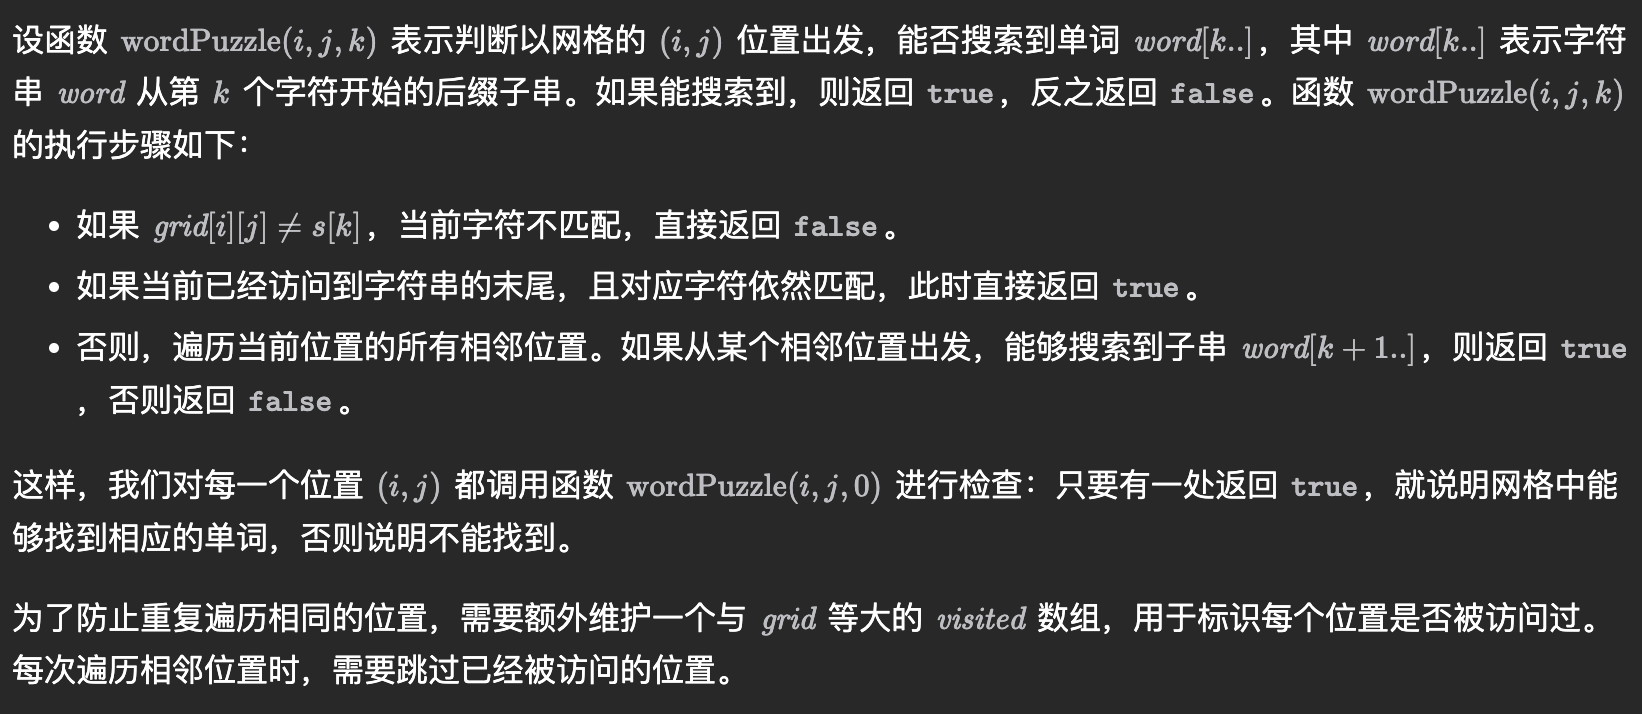 设函数 wordPuzzle(i, j, k) 表示判断以网格的 (i, j) 位置出发，能否搜索到单词 word[k..]，其中 word[k..] 表示字符
串 word 从第 k 个字符开始的后缀子串。如果能搜索到，则返回 true，反之返回 false。函数 wordPuzzle(i, j, k)
的执行步骤如下：
• 如果 grid[i][j] ≠ s[k]，当前字符不匹配，直接返回 false。
• 如果当前已经访问到字符串的末尾，且对应字符依然匹配，此时直接返回 true。
• 否则，遍历当前位置的所有相邻位置。如果从某个相邻位置出发，能够搜索到子串 word[k + 1..]，则返回 true
，否则返回 false。
这样，我们对每一个位置 (i, j) 都调用函数 wordPuzzle(i, j, 0) 进行检查：只要有一处返回 true，就说明网格中能
够找到相应的单词，否则说明不能找到。
为了防止重复遍历相同的位置，需要额外维护一个与 grid 等大的 visited 数组，用于标识每个位置是否被访问过。
每次遍历相邻位置时，需要跳过已经被访问的位置。